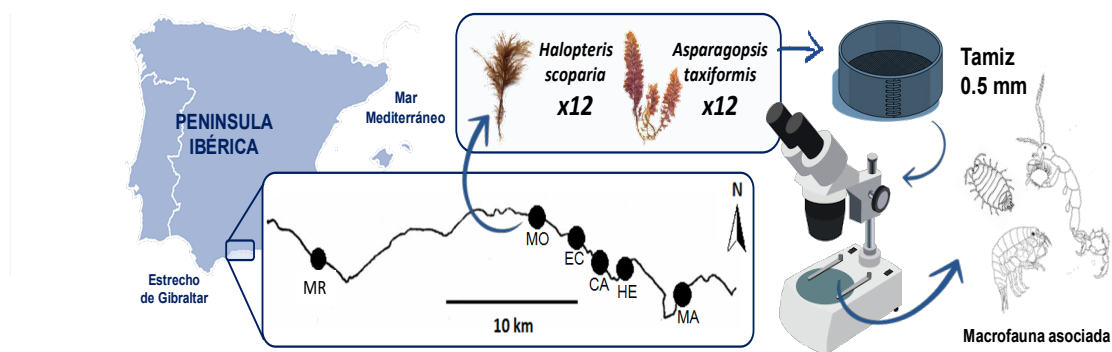 PENINSULA
IBÉRICA
Mar
Mediterráneo
Estrecho
de Gibraltar
Halopteris
scoparia
x12
Asparagopsis
taxiformis
x12
Tamiz
0.5 mm
N
MR
MO
EC
CA
HE
MA
10 km
Macrofauna asociada